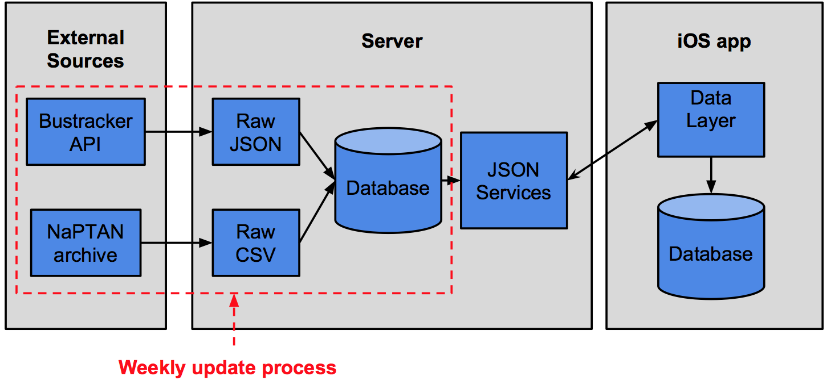 External
Sources
Server
iOS app
Bustracker
API
Raw
JSON
Database
JSON
Services
Data
Layer
NaPTAN
archive
Raw
CSV
Database
Weekly update process